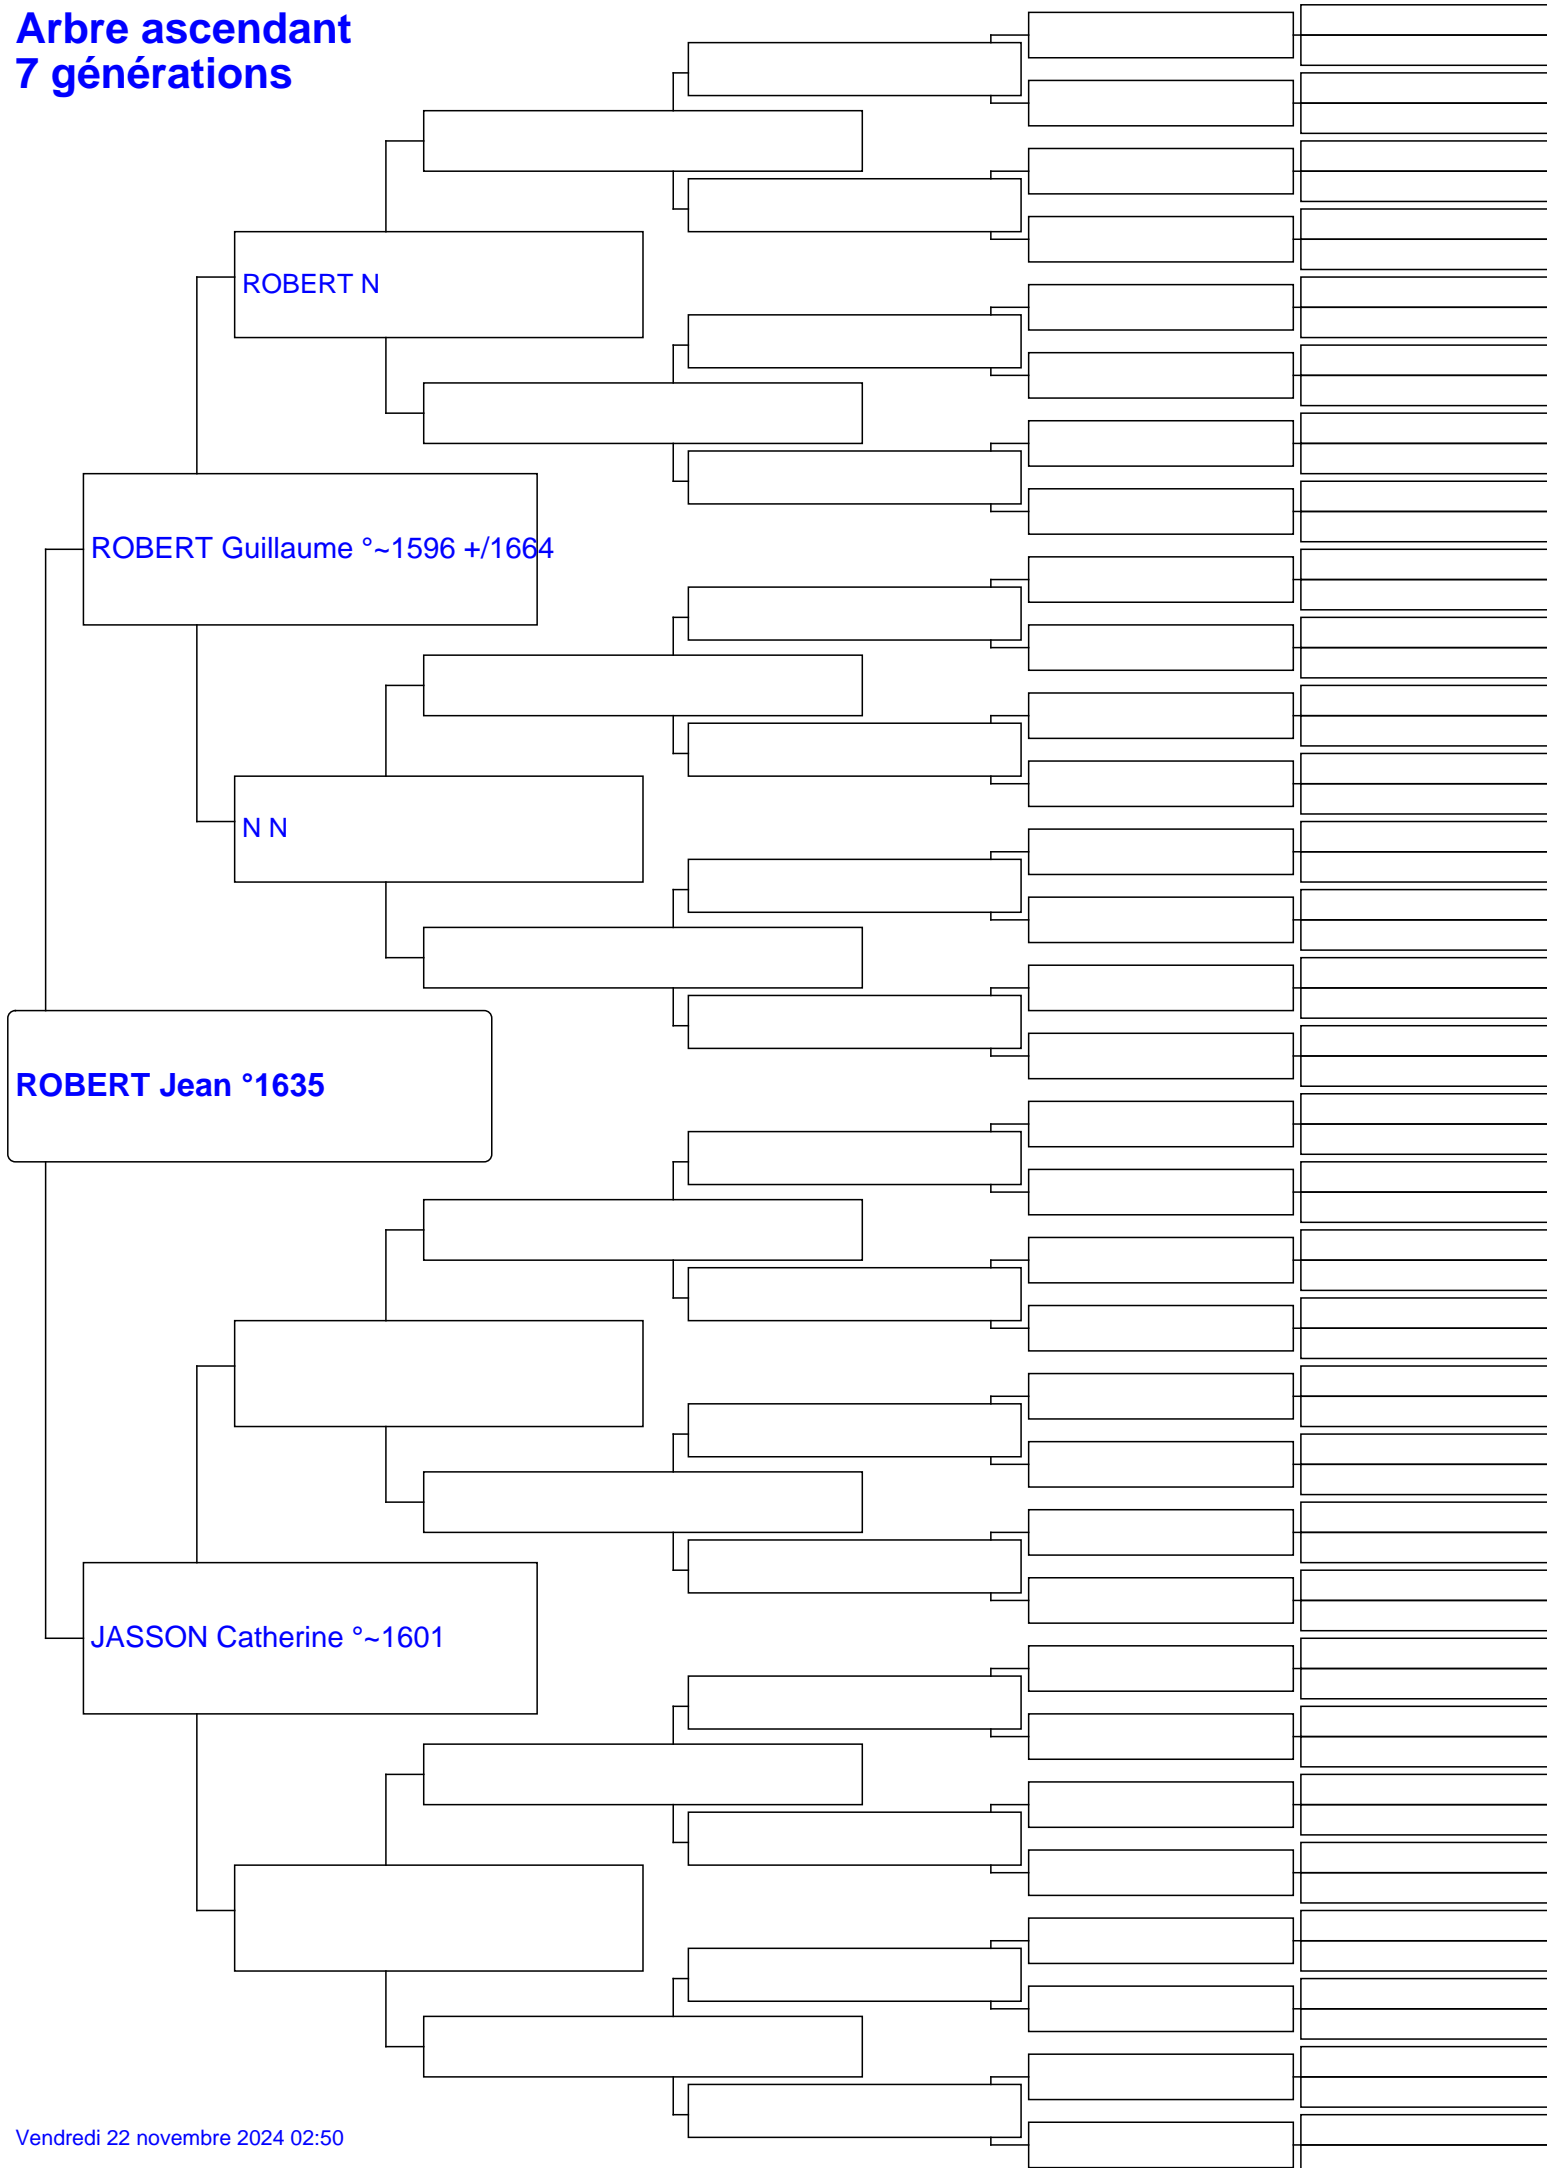 Arbre ascendant
7 générations
ROBERT N
ROBERT Guillaume °~1596 +/1664
N N
ROBERT Jean °1635
JASSON Catherine °~1601
Vendredi 22 novembre 2024 02:50